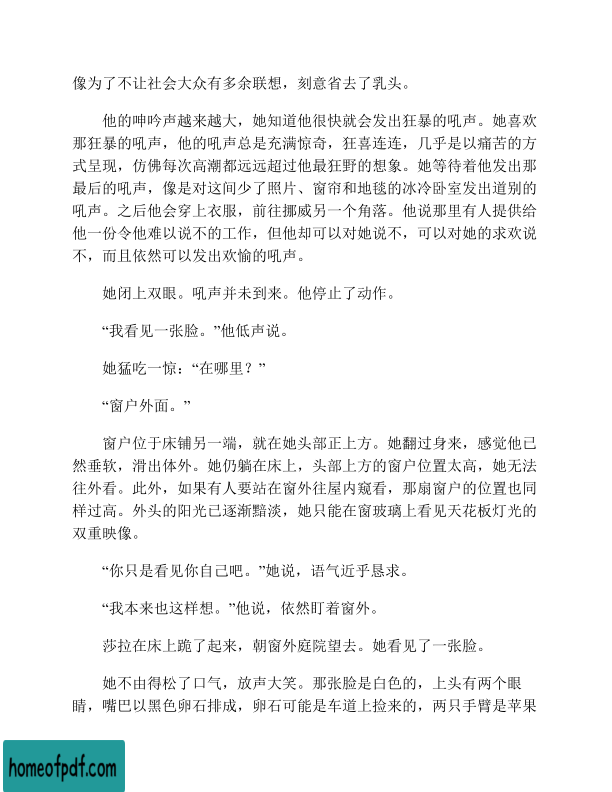 像为了不让社会大众有多余联想，刻意省去了乳头。
他的呻吟声越来越大，她知道他很快就会发出狂暴的吼声。她喜欢
那狂暴的吼声，他的吼声总是充满惊奇，狂喜连连，几乎是以痛苦的方
式呈现，仿佛每次高潮都远远超过他最狂野的想象。她等待着他发出那
最后的吼声，像是对这间少了照片、窗帘和地毯的冰冷卧室发出道别的
吼声。之后他会穿上衣服，前往挪威另一个角落。他说那里有人提供给
他一份令他难以说不的工作，但他却可以对她说不，可以对她的求欢说
不，而且依然可以发出欢愉的吼声。
她闭上双眼。吼声并未到来。他停止了动作。
“我看见一张脸。”他低声说。
她猛吃一惊：“在哪里？”
“窗户外面。”
窗户位于床铺另一端，就在她头部正上方。她翻过身来，感觉他已
然垂软，滑出体外。她仍躺在床上，头部上方的窗户位置太高，她无法
往外看。此外，如果有人要站在窗外往屋内窥看，那扇窗户的位置也同
样过高。外头的阳光已逐渐黯淡，她只能在窗玻璃上看见天花板灯光的
双重映像。
“你只是看见你自己吧。”她说，语气近乎恳求。
“我本来也这样想。”他说，依然盯着窗外。
莎拉在床上跪了起来，朝窗外庭院望去。她看见了一张脸。
她不由得松了口气，放声大笑。那张脸是白色的，上头有两个眼
睛，嘴巴以黑色卵石排成，卵石可能是车道上捡来的，两只手臂是苹果
homeofpdf.com